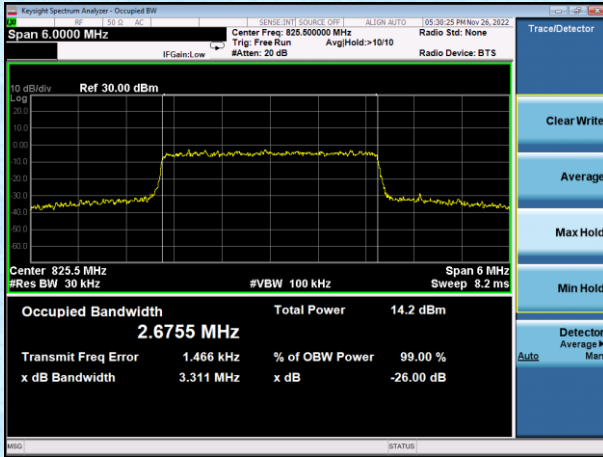 Keysight Spectrum Analyzer - Occupied BW
RF 50 Ω AC SENSE:INT SOURCE OFF ALIGN AUTO 05:30:25 PM Nov 26, 2022
Span 6.0000 MHz Center Freq: 825.500000 MHz Radio Std: None Trace/Detector
Trig: Free Run Avg|Hold:>10/10
IFGain:Low #Atten: 20 dB Radio Device: BTS
10 dB/div Ref 30.00 dBm
Log
20.0
10.0
0.00
-10.0
-20.0
-30.0
-40.0
-50.0
-60.0
Clear Write
Average
Max Hold
Min Hold
Center 825.5 MHz Span 6 MHz
#Res BW 30 kHz #VBW 100 kHz Sweep 8.2 ms
Occupied Bandwidth Total Power 14.2 dBm
2.6755 MHz
Transmit Freq Error 1.466 kHz % of OBW Power 99.00 %
x dB Bandwidth 3.311 MHz x dB -26.00 dB
Detector
Average
Auto Man
MSG STATUS